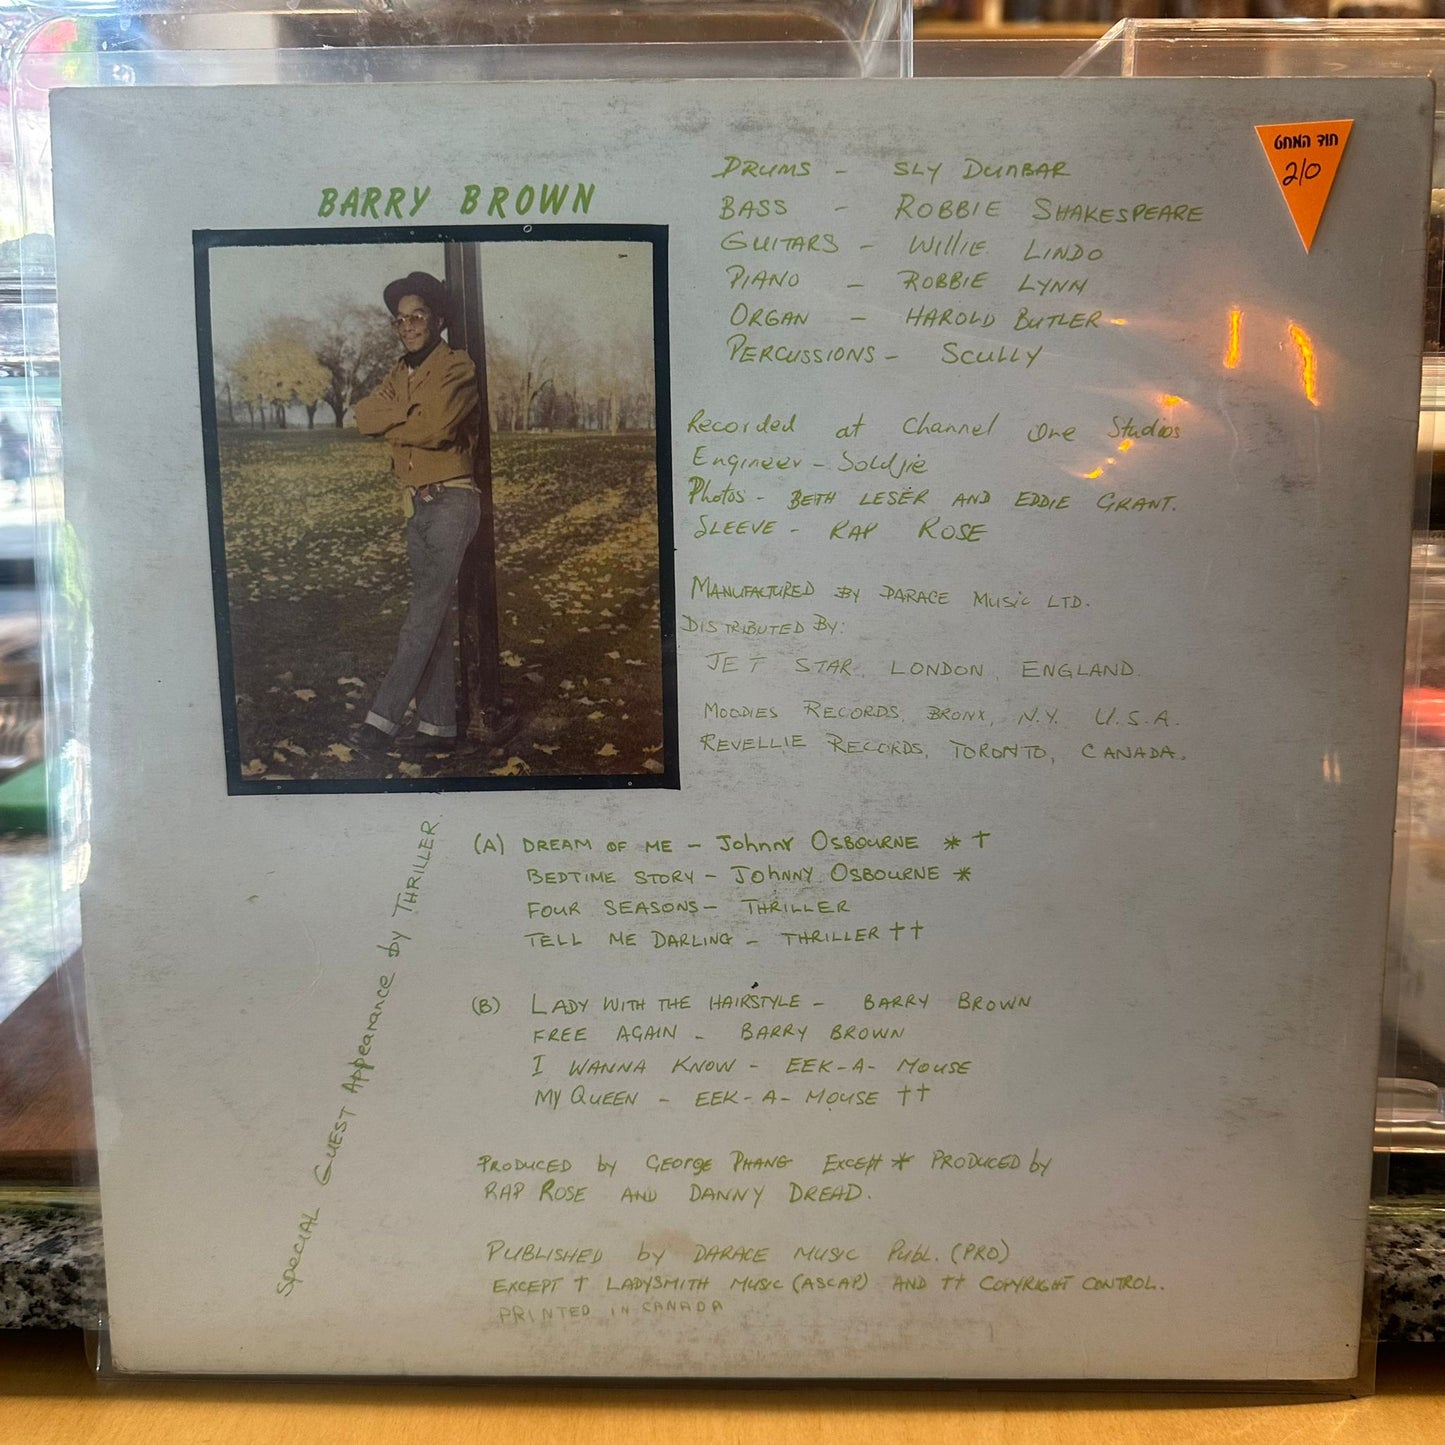 BARRY BROWN
DRUMS - SLY DUNBAR
BASS - ROBBIE SHAKESPEARE
GUITARS - WILLIE LINDO
PIANO - ROBBIE LYNN
ORGAN - HAROLD BUTLER
PERCUSSIONS - SCULLY
Recorded at Channel One Studios
Engineer - Soldjie
Photos - BETH LESER AND EDDIE GRANT.
SLEEVE - RAP ROSE
MANUFACTURED BY DARACE MUSIC LTD.
DISTRIBUTED BY:
JET STAR, LONDON, ENGLAND.
MOODIES RECORDS, BRONX, N.Y. U.S.A.
REVELLIE RECORDS, TORONTO, CANADA.
(A) DREAM OF ME - JOHNNY OSBOURNE * †
BEDTIME STORY - JOHNNY OSBOURNE *
FOUR SEASONS - THRILLER
TELL ME DARLING - THRILLER ††
(B) LADY WITH THE HAIRSTYLE - BARRY BROWN
FREE AGAIN - BARRY BROWN
I WANNA KNOW - EEK-A-MOUSE
MY QUEEN - EEK-A-MOUSE ††
PRODUCED by GEORGE PHANG EXCEPT * PRODUCED by
RAP ROSE AND DANNY DREAD.
PUBLISHED by DARACE MUSIC PUBL. (PRO)
EXCEPT † LADYSMITH MUSIC (ASCAP) AND †† COPYRIGHT CONTROL.
PRINTED IN CANADA
SPECIAL GUEST APPEARANCE by THRILLER.
חוד המחט
210